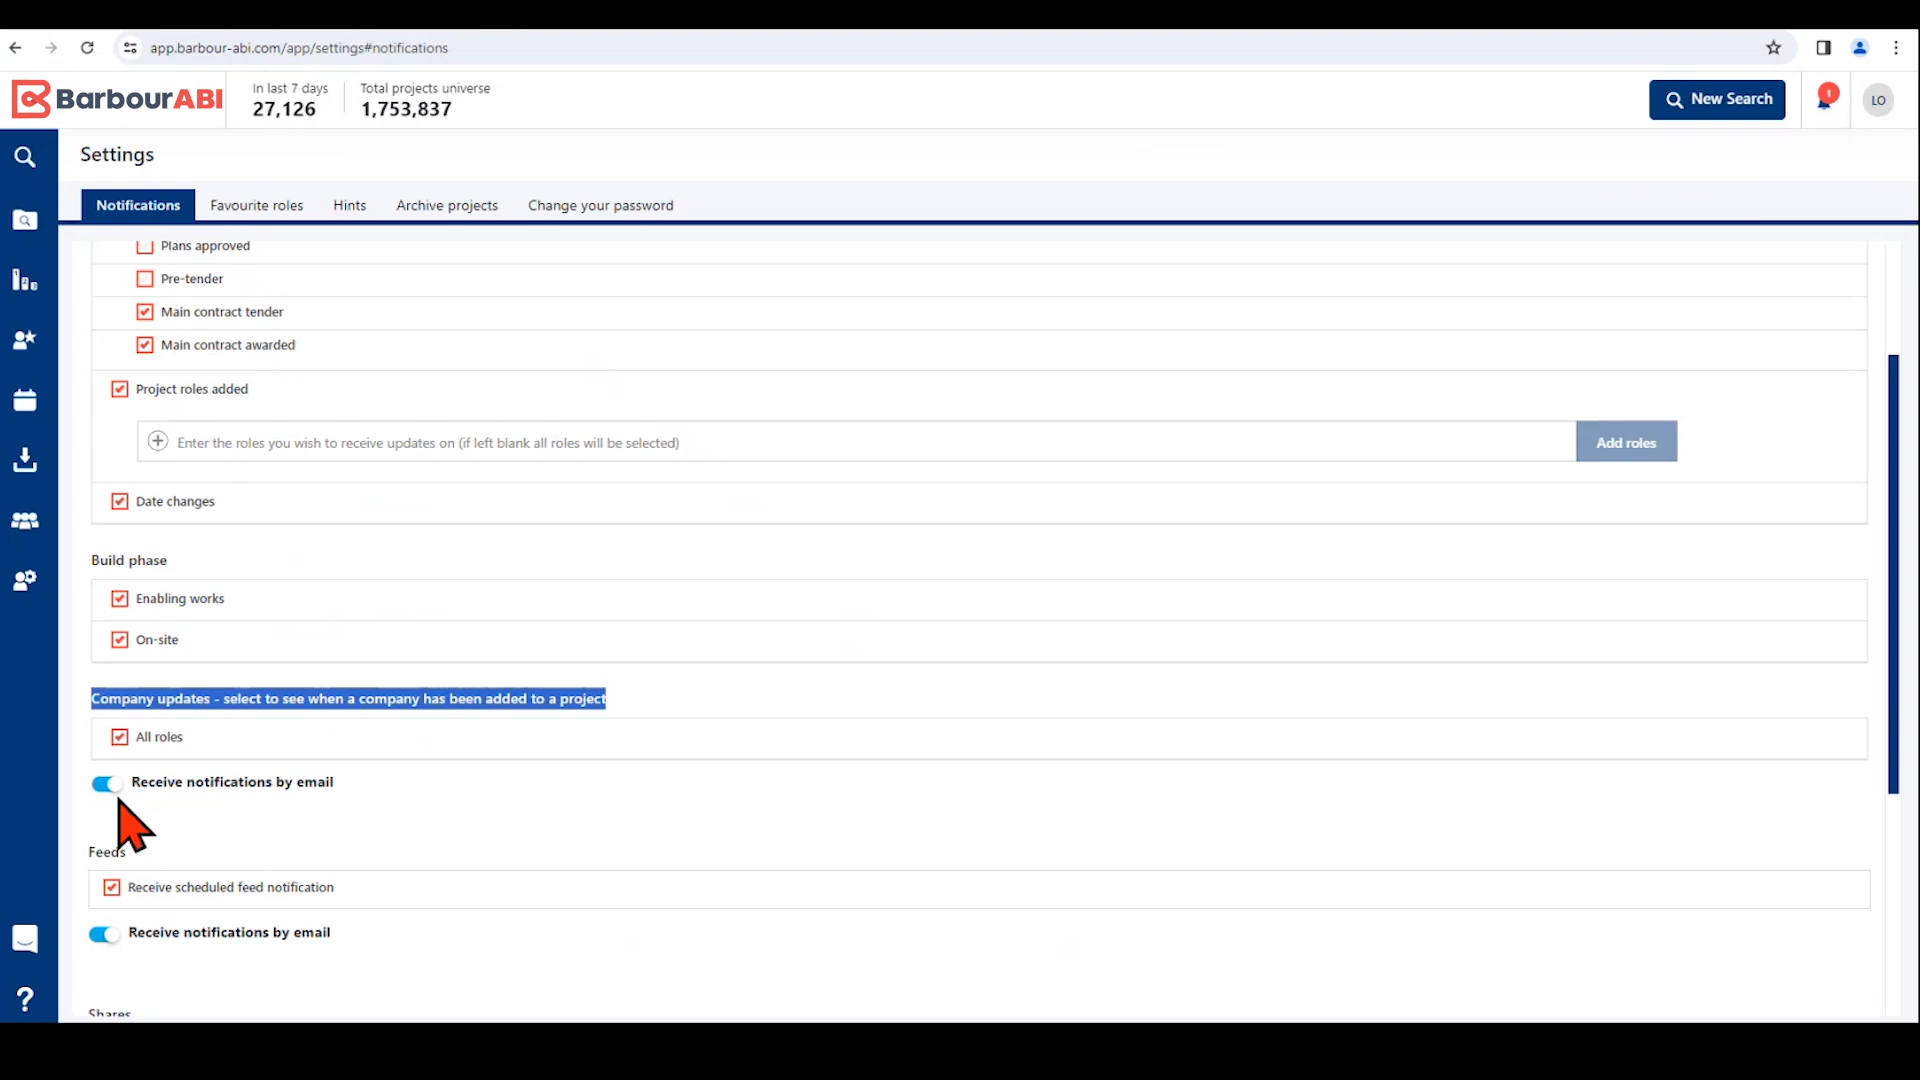 app.barbour-abi.com/app/settings#notifications
BarbourABI
In last 7 days
27,126
Total projects universe
1,753,837
New Search
1
LO
Settings
Notifications
Favourite roles
Hints
Archive projects
Change your password
Plans approved
Pre-tender
Main contract tender
Main contract awarded
Project roles added
Enter the roles you wish to receive updates on (if left blank all roles will be selected)
Add roles
Date changes
Build phase
Enabling works
On-site
Company updates - select to see when a company has been added to a project
All roles
Receive notifications by email
Feeds
Receive scheduled feed notification
Receive notifications by email
Shares
?